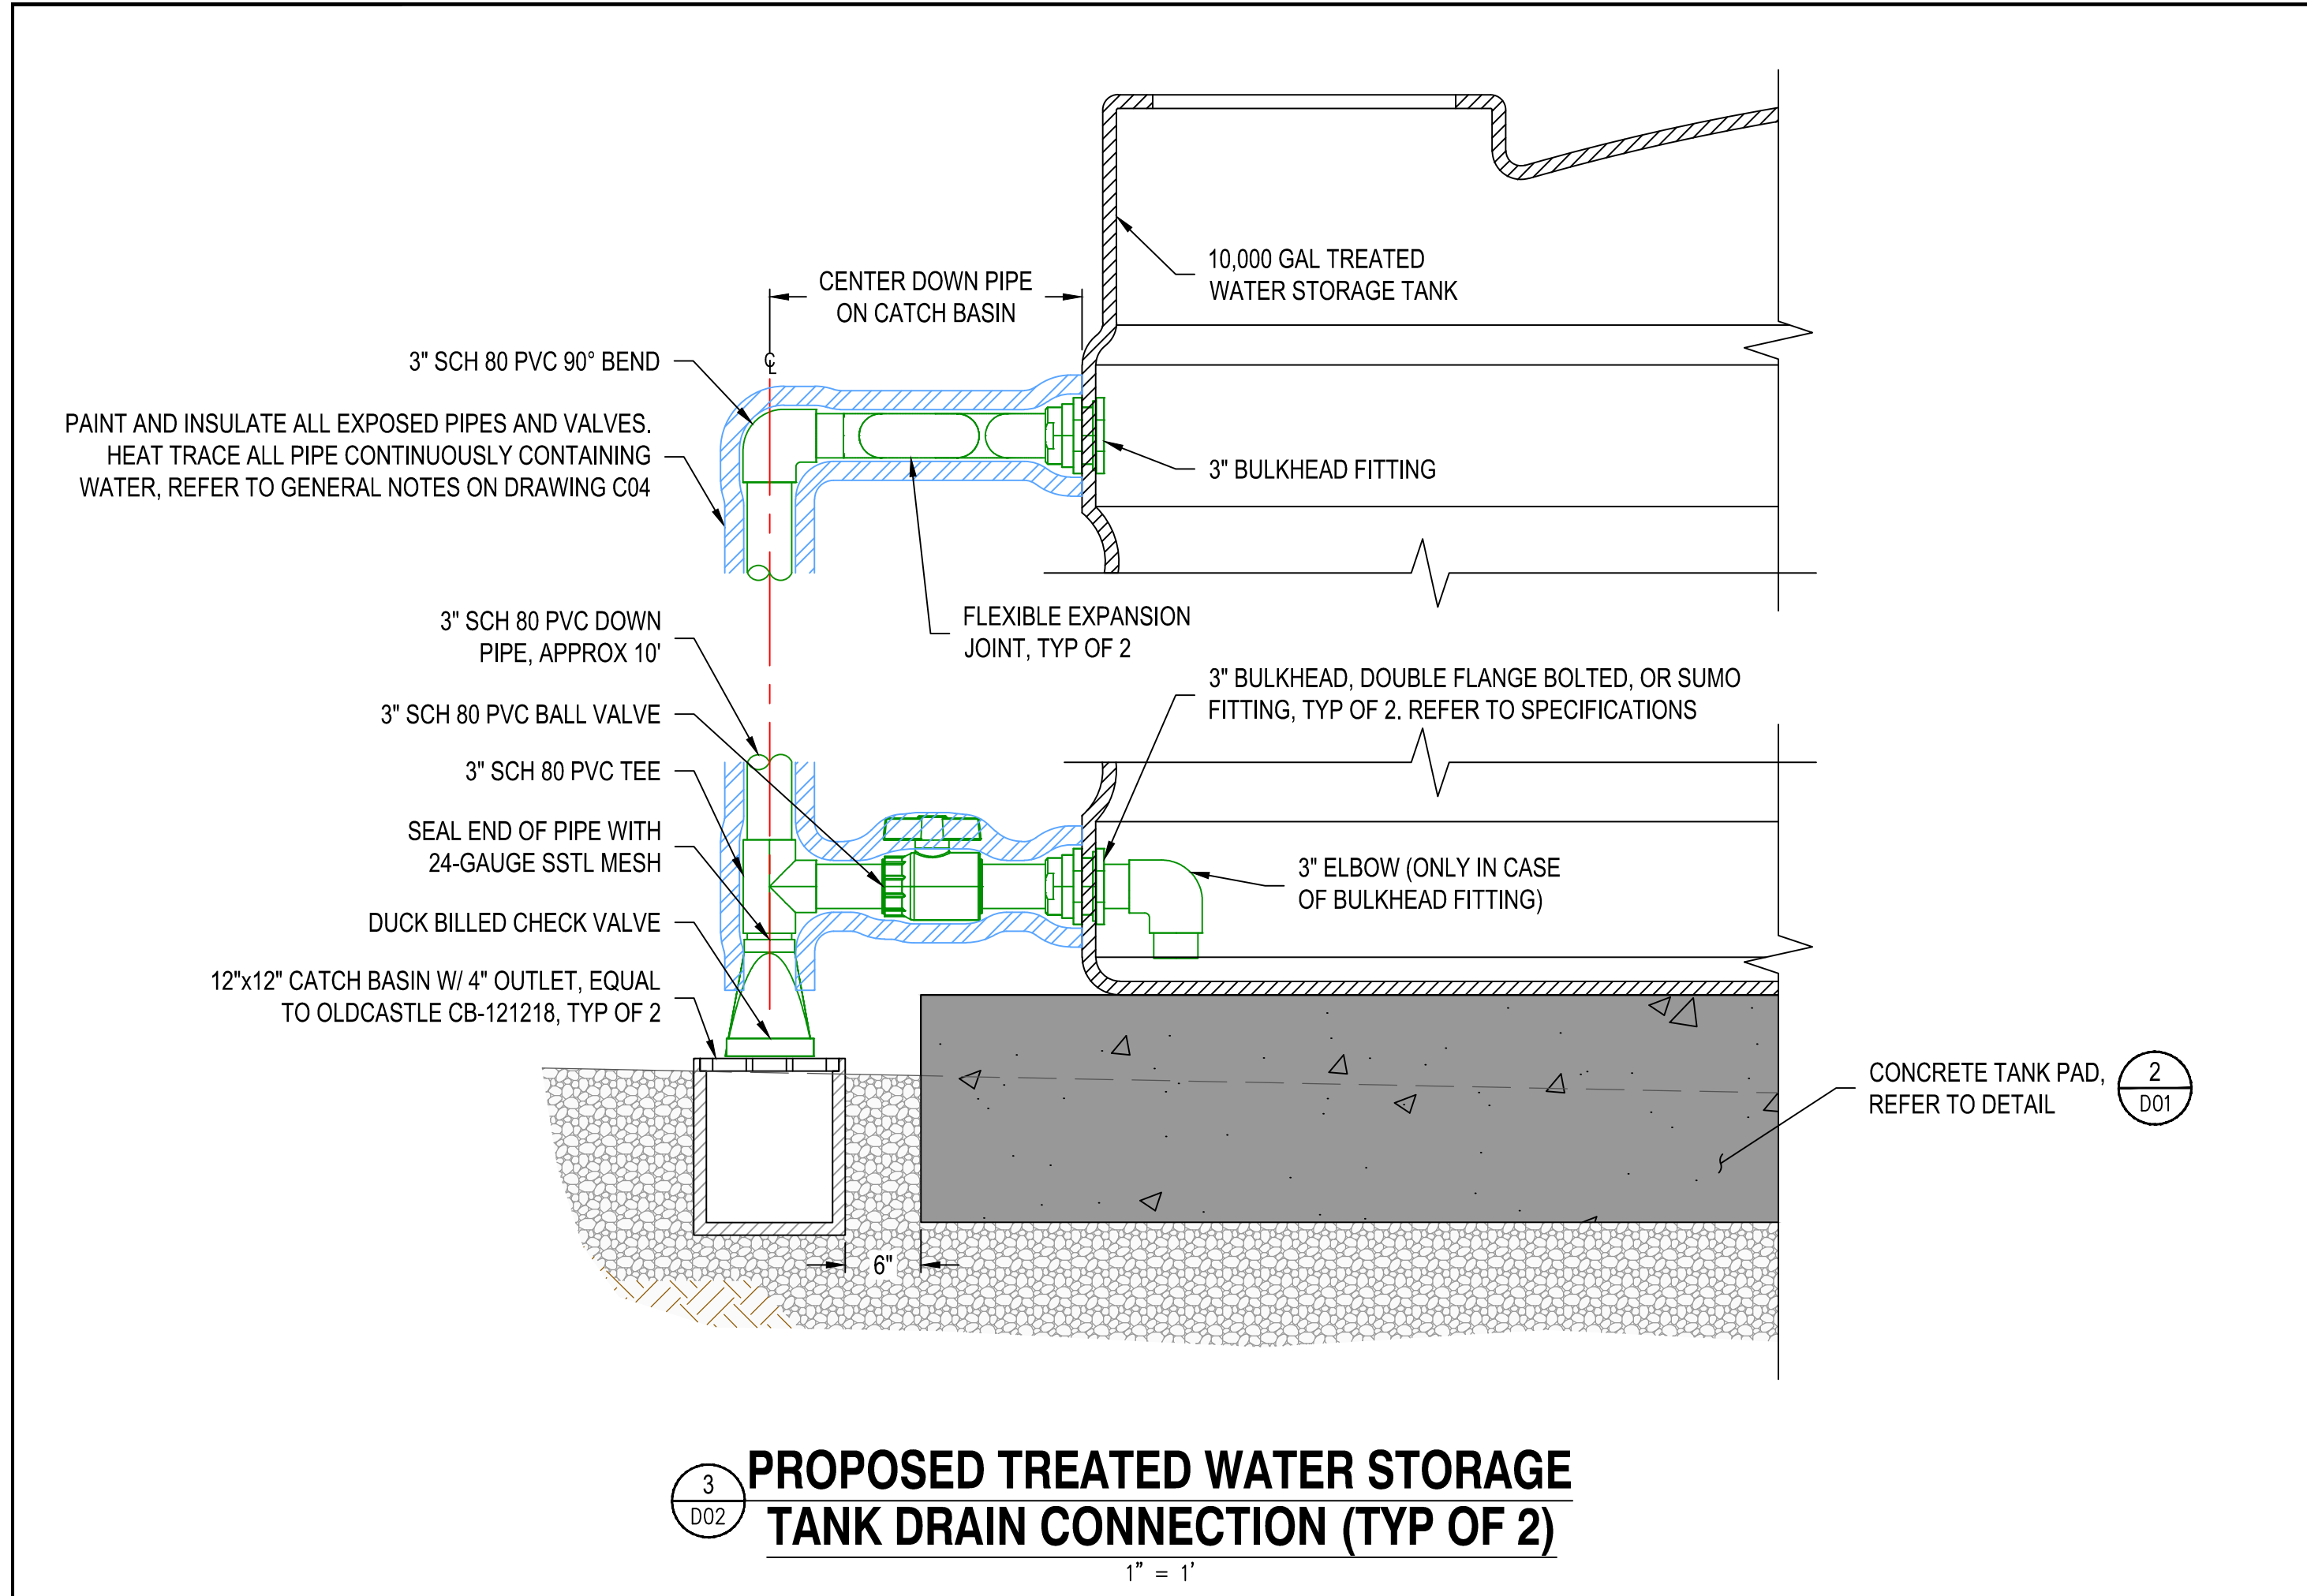 10,000 GAL TREATED
WATER STORAGE TANK
CENTER DOWN PIPE
ON CATCH BASIN
℄
3" SCH 80 PVC 90° BEND
PAINT AND INSULATE ALL EXPOSED PIPES AND VALVES.
HEAT TRACE ALL PIPE CONTINUOUSLY CONTAINING
WATER, REFER TO GENERAL NOTES ON DRAWING C04
3" BULKHEAD FITTING
3" SCH 80 PVC DOWN
PIPE, APPROX 10'
FLEXIBLE EXPANSION
JOINT, TYP OF 2
3" BULKHEAD, DOUBLE FLANGE BOLTED, OR SUMO
FITTING, TYP OF 2. REFER TO SPECIFICATIONS
3" SCH 80 PVC BALL VALVE
3" SCH 80 PVC TEE
SEAL END OF PIPE WITH
24-GAUGE SSTL MESH
3" ELBOW (ONLY IN CASE
OF BULKHEAD FITTING)
DUCK BILLED CHECK VALVE
12"x12" CATCH BASIN W/ 4" OUTLET, EQUAL
TO OLDCASTLE CB-121218, TYP OF 2
CONCRETE TANK PAD,
REFER TO DETAIL
2
D01
6"
3
D02
PROPOSED TREATED WATER STORAGE
TANK DRAIN CONNECTION (TYP OF 2)
1" = 1'